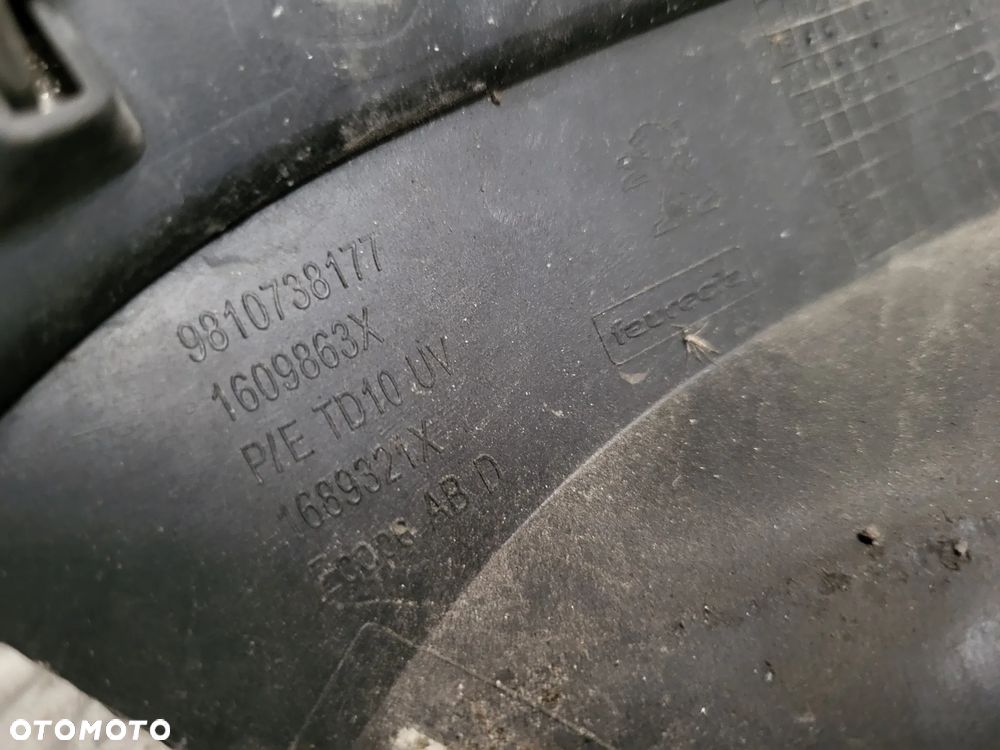 9810738177
1609863X
P/E TD10 UV
1689321X
AB D
faurecia
OTOMOTO